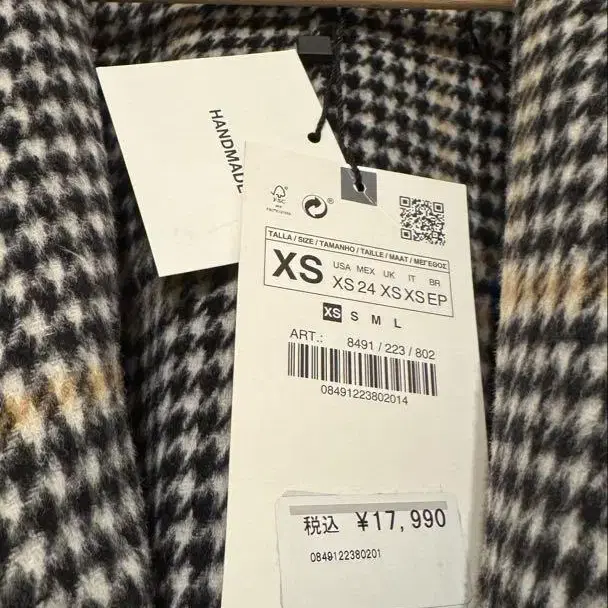 HANDMADE
FSC
TALLA / SIZE / TAMANHO / TAILLE / MAAT / ΜΕΓΕΘΟΣ
XS
USA MEX UK IT BR
XS 24 XS XS EP
XS S M L
ART.: 8491 / 223 / 802
08491223802014
税込 ¥17,990
0849122380201